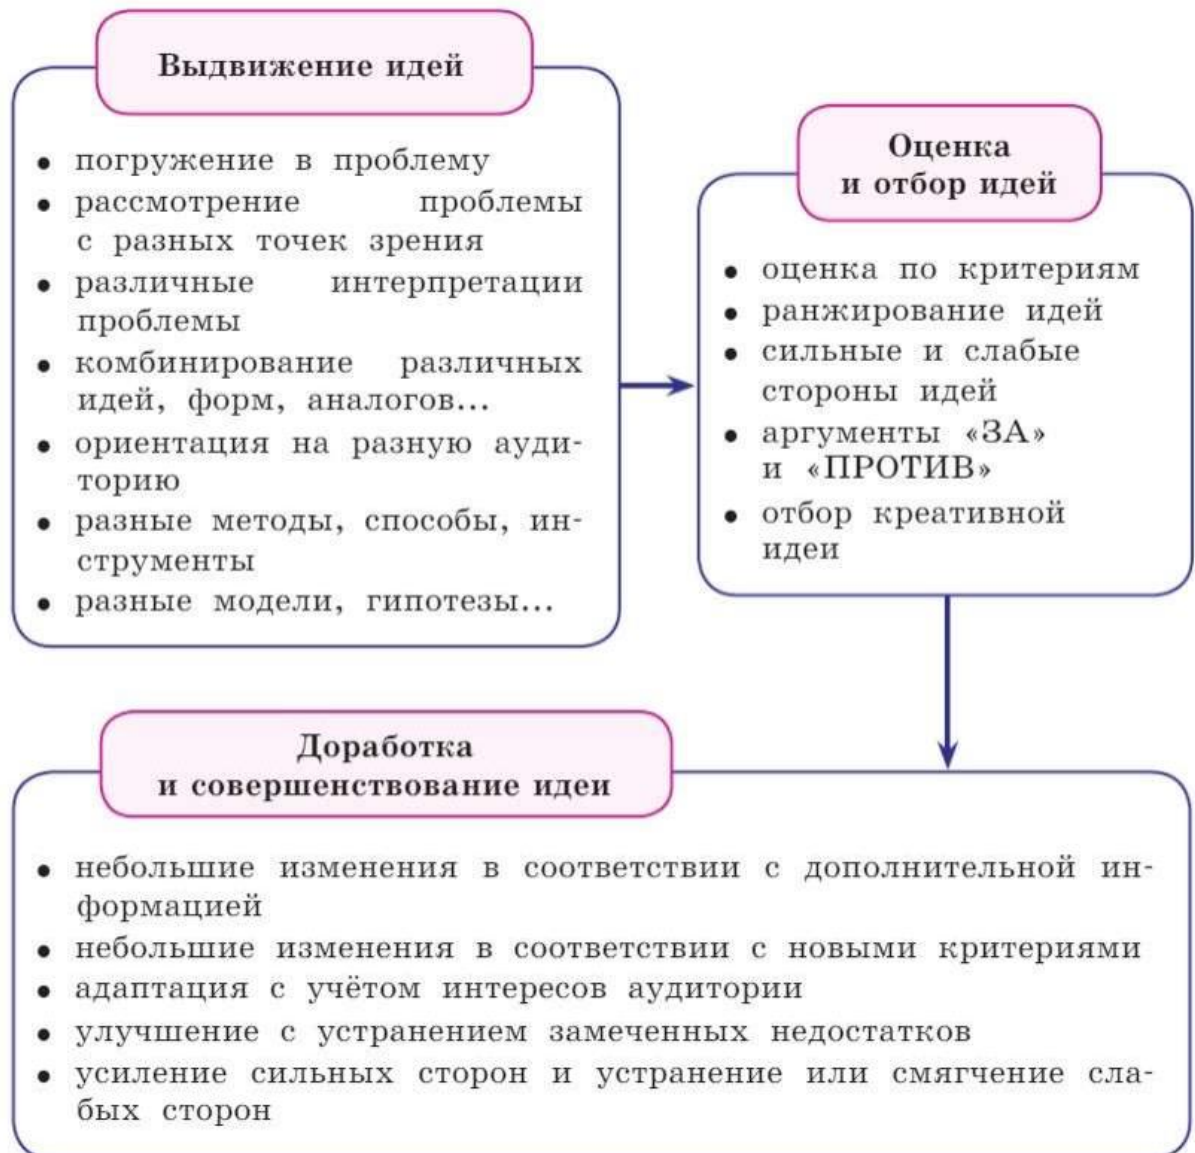 Выдвижение идей
• погружение в проблему
• рассмотрение проблемы
с разных точек зрения
• различные интерпретации
проблемы
• комбинирование различных
идей, форм, аналогов...
• ориентация на разную ауди-
торию
• разные методы, способы, ин-
струменты
• разные модели, гипотезы...
Оценка
и отбор идей
• оценка по критериям
• ранжирование идей
• сильные и слабые
стороны идей
• аргументы «ЗА»
и «ПРОТИВ»
• отбор креативной
идеи
Доработка
и совершенствование идеи
• небольшие изменения в соответствии с дополнительной ин-
формацией
• небольшие изменения в соответствии с новыми критериями
• адаптация с учётом интересов аудитории
• улучшение с устранением замеченных недостатков
• усиление сильных сторон и устранение или смягчение сла-
бых сторон